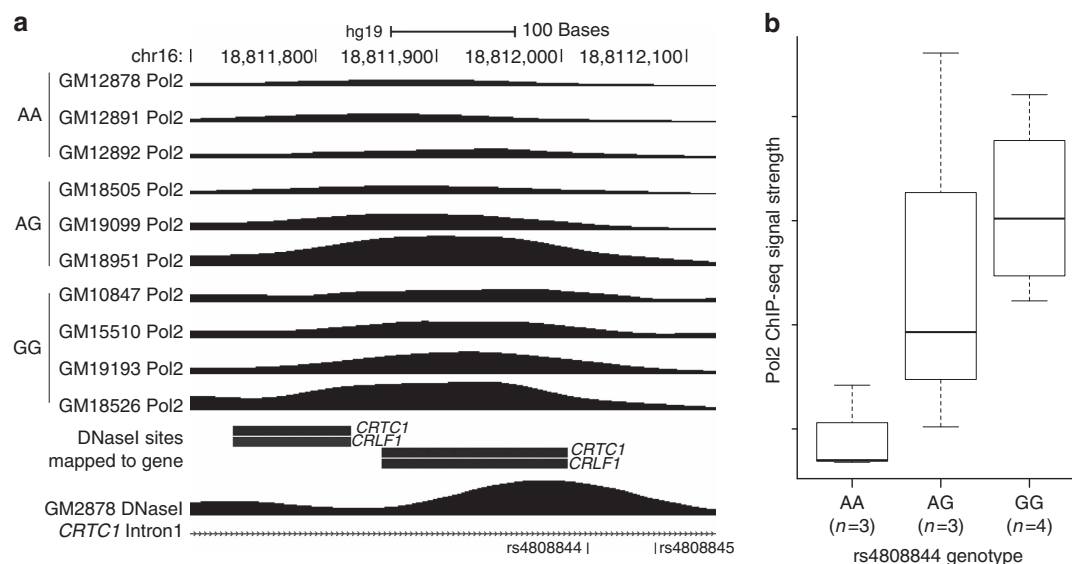 a
hg19
100 Bases
chr16:
18,811,800|
18,811,900|
18,812,000|
18,8112,100|
AA
GM12878 Pol2
GM12891 Pol2
GM12892 Pol2
AG
GM18505 Pol2
GM19099 Pol2
GM18951 Pol2
GG
GM10847 Pol2
GM15510 Pol2
GM19193 Pol2
GM18526 Pol2
DNaseI sites
mapped to gene
CRTC1
CRLF1
CRTC1
CRLF1
GM2878 DNaseI
CRTC1 Intron1
rs4808844
rs4808845
b
Pol2 ChIP-seq signal strength
AA
(n=3)
AG
(n=3)
GG
(n=4)
rs4808844 genotype